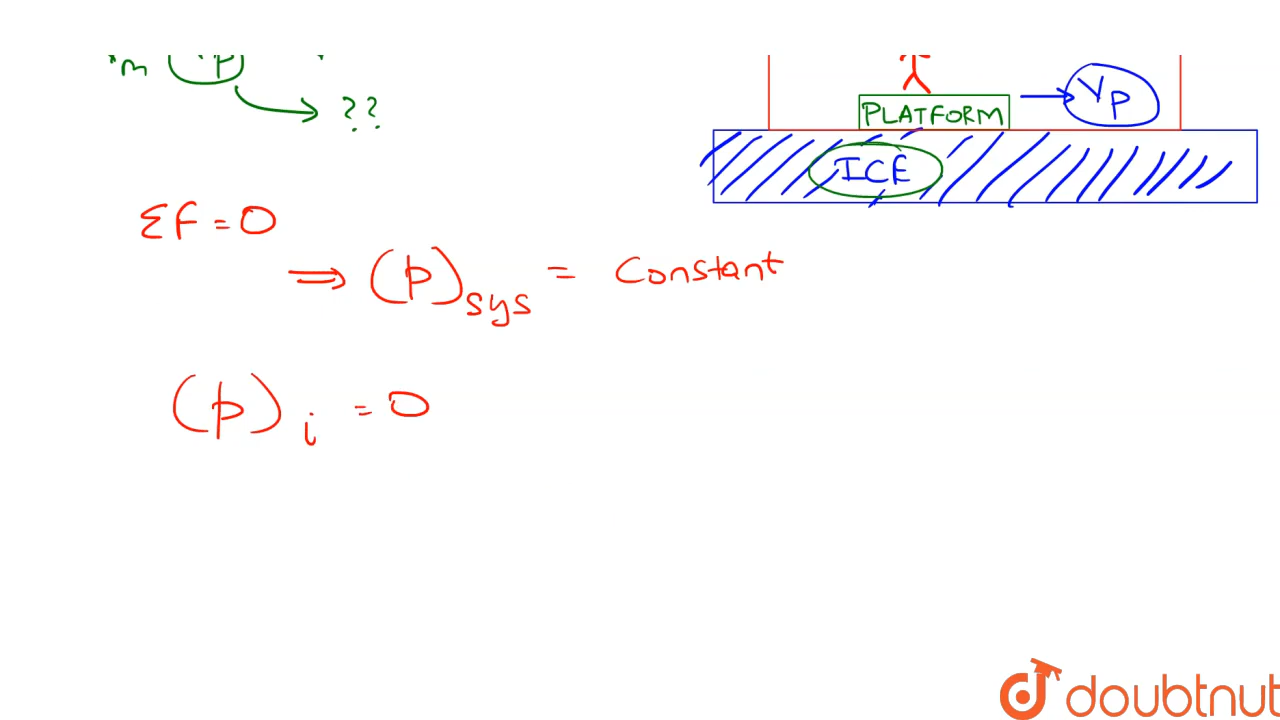 m
??
PLATFORM
Vp
ICE
ΣF = 0
⇒ (p)sys = Constant
(p)i = 0
doubtnut